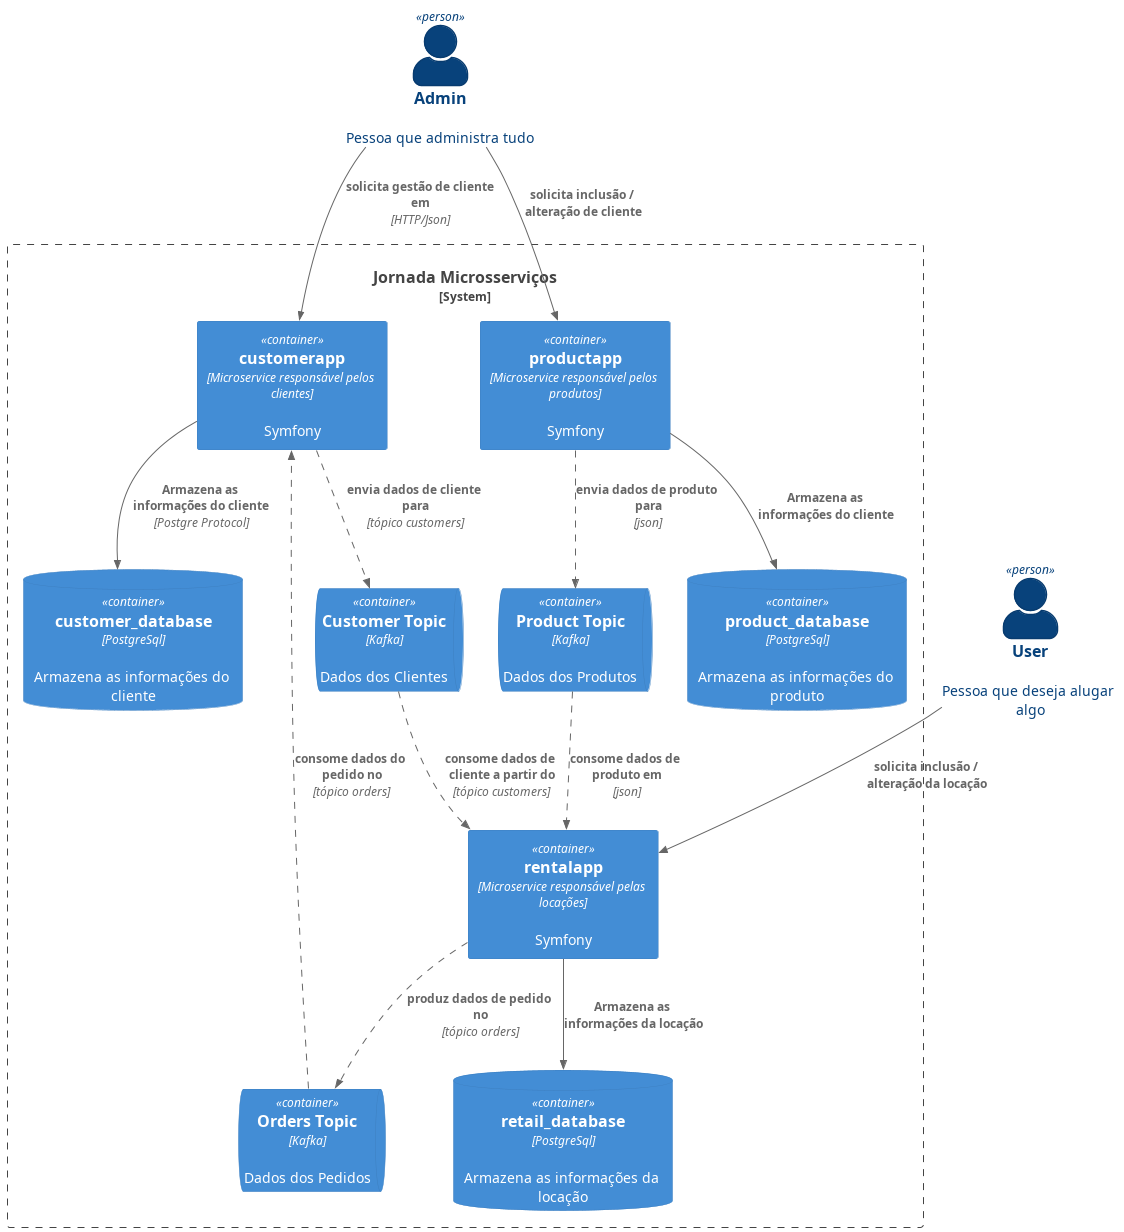 «person»
Admin
Pessoa que administra tudo
solicita gestão de cliente
em
[HTTP/Json]
solicita inclusão /
alteração de cliente
Jornada Microsserviços
[System]
«container»
customerapp
[Microservice responsável pelos
clientes]
Symfony
«container»
productapp
[Microservice responsável pelos
produtos]
Symfony
Armazena as
informações do cliente
[Postgre Protocol]
envia dados de cliente
para
[tópico customers]
envia dados de produto
para
[json]
Armazena as
informações do cliente
«container»
customer_database
[PostgreSql]
Armazena as informações do
cliente
«container»
Customer Topic
[Kafka]
Dados dos Clientes
«container»
Product Topic
[Kafka]
Dados dos Produtos
«container»
product_database
[PostgreSql]
Armazena as informações do
produto
«person»
User
Pessoa que deseja alugar
algo
consome dados do
pedido no
[tópico orders]
consome dados de
cliente a partir do
[tópico customers]
consome dados de
produto em
[json]
solicita inclusão /
alteração da locação
«container»
rentalapp
[Microservice responsável pelas
locações]
Symfony
produz dados de pedido
no
[tópico orders]
Armazena as
informações da locação
«container»
Orders Topic
[Kafka]
Dados dos Pedidos
«container»
retail_database
[PostgreSql]
Armazena as informações da
locação